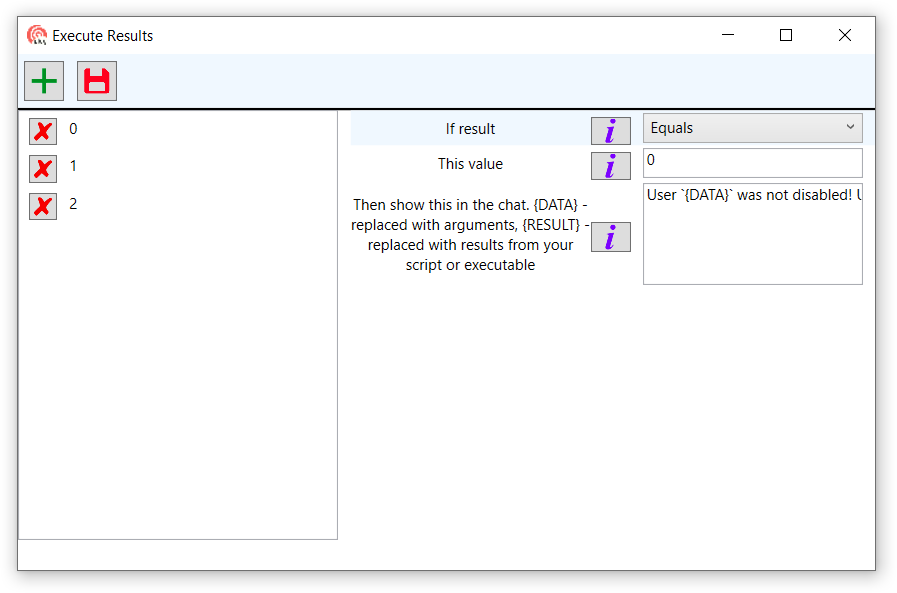 Execute Results
0
1
2
If result
Equals
This value
0
Then show this in the chat. {DATA} -
replaced with arguments, {RESULT} -
replaced with results from your
script or executable
User `{DATA}` was not disabled!